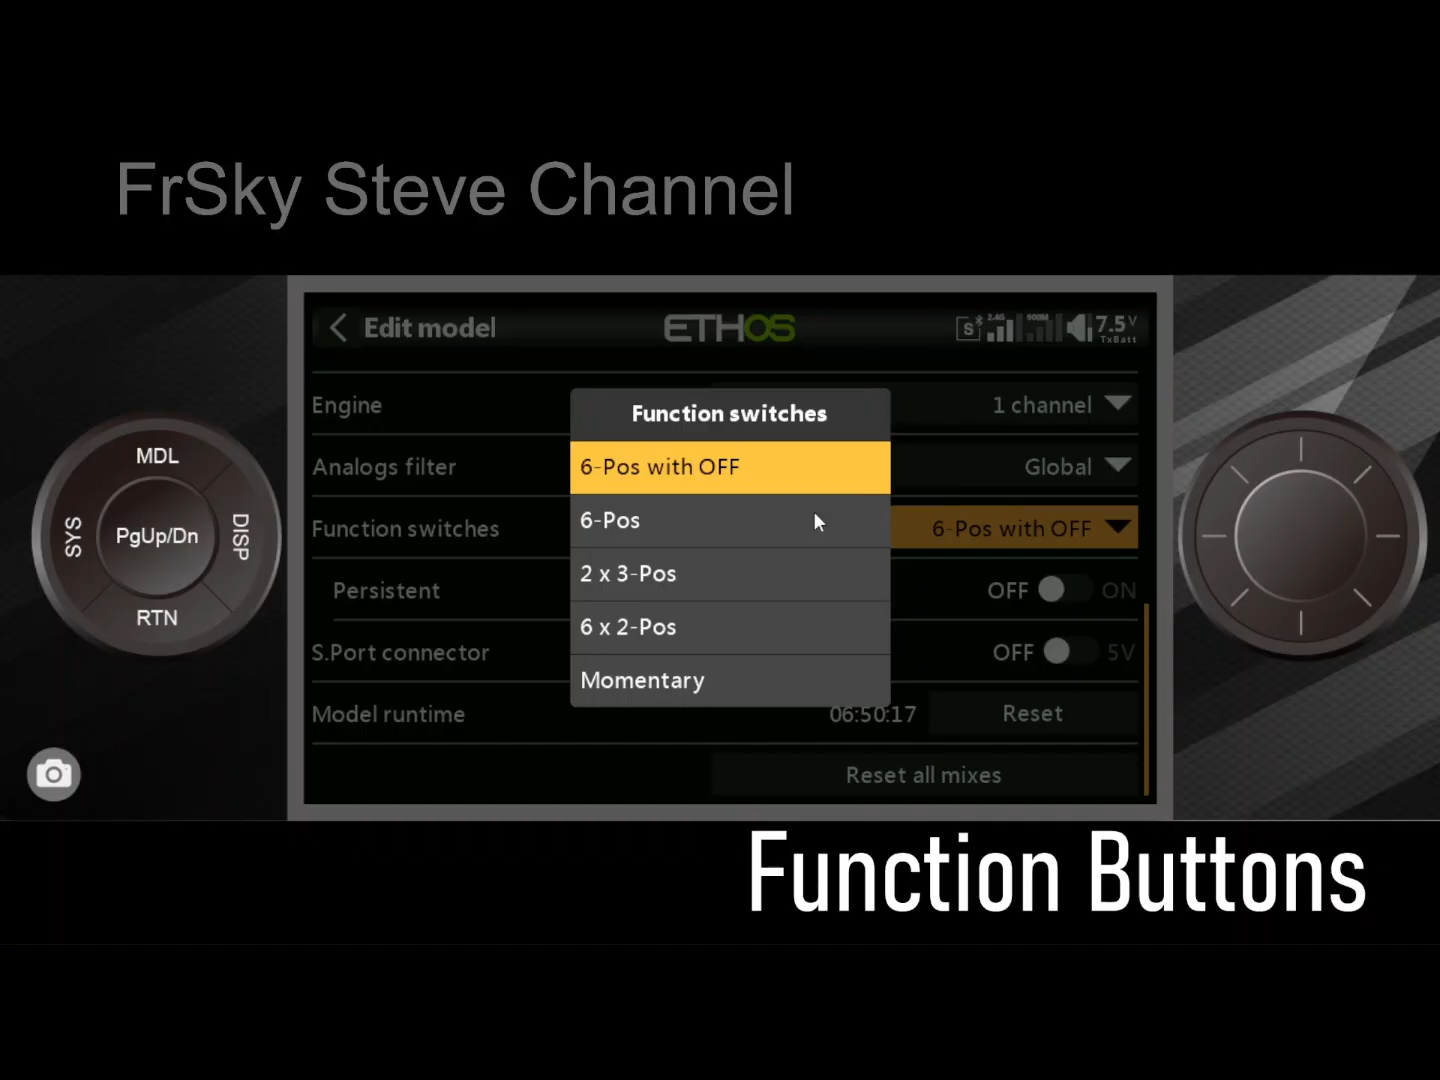 FrSky Steve Channel
Edit model
ETHOS
S 2.4G 900M 7.5V
TxBatt
Engine
1 channel
Analogs filter
Global
Function switches
6-Pos with OFF
Persistent
OFF ON
S.Port connector
OFF 5V
Model runtime
06:50:17
Reset
Reset all mixes
Function switches
6-Pos with OFF
6-Pos
2 x 3-Pos
6 x 2-Pos
Momentary
MDL
SYS
PgUp/Dn
DISP
RTN
Function Buttons